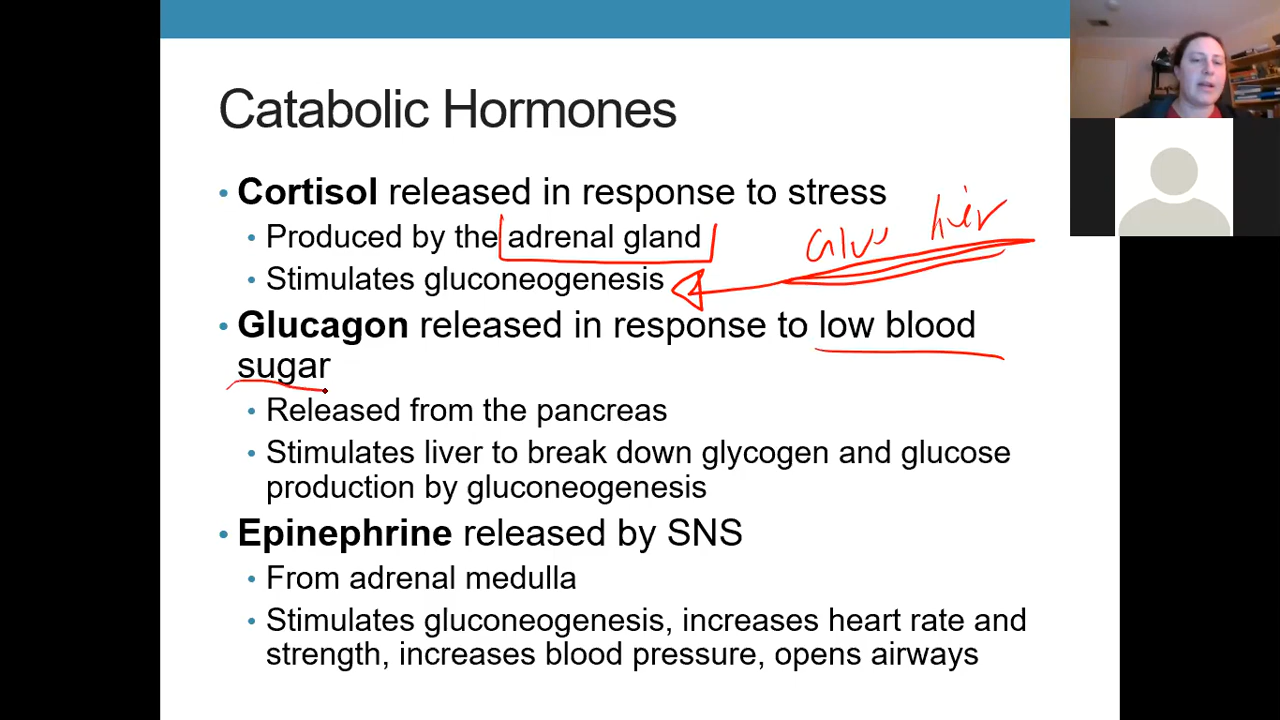 Catabolic Hormones
• Cortisol released in response to stress
• Produced by the adrenal gland
• Stimulates gluconeogenesis
• Glucagon released in response to low blood
sugar
• Released from the pancreas
• Stimulates liver to break down glycogen and glucose
production by gluconeogenesis
• Epinephrine released by SNS
• From adrenal medulla
• Stimulates gluconeogenesis, increases heart rate and
strength, increases blood pressure, opens airways